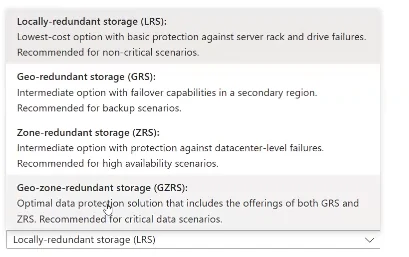 Locally-redundant storage (LRS):
Lowest-cost option with basic protection against server rack and drive failures.
Recommended for non-critical scenarios.
Geo-redundant storage (GRS):
Intermediate option with failover capabilities in a secondary region.
Recommended for backup scenarios.
Zone-redundant storage (ZRS):
Intermediate option with protection against datacenter-level failures.
Recommended for high availability scenarios.
Geo-zone-redundant storage (GZRS):
Optimal data protection solution that includes the offerings of both GRS and
ZRS. Recommended for critical data scenarios.
Locally-redundant storage (LRS)